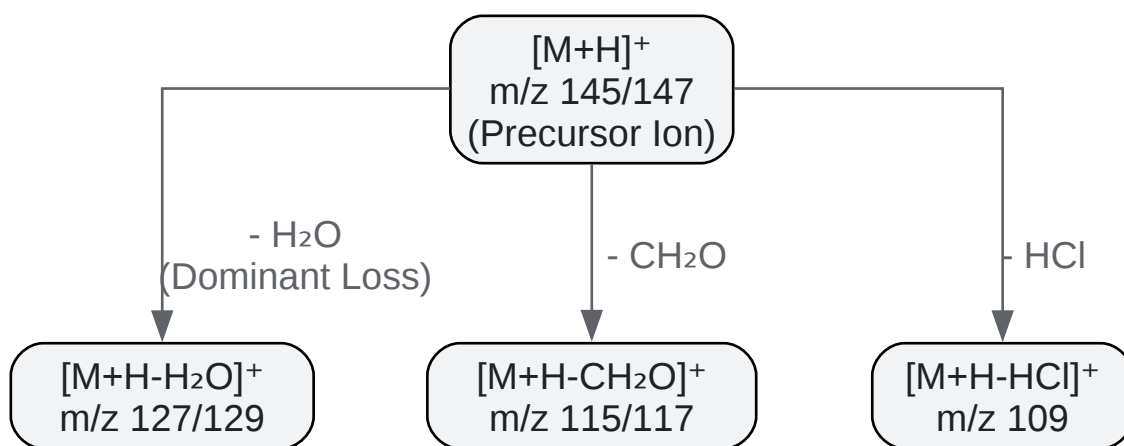 [M+H]⁺
m/z 145/147
(Precursor Ion)
- H₂O
(Dominant Loss)
- CH₂O
- HCl
[M+H-H₂O]⁺
m/z 127/129
[M+H-CH₂O]⁺
m/z 115/117
[M+H-HCl]⁺
m/z 109